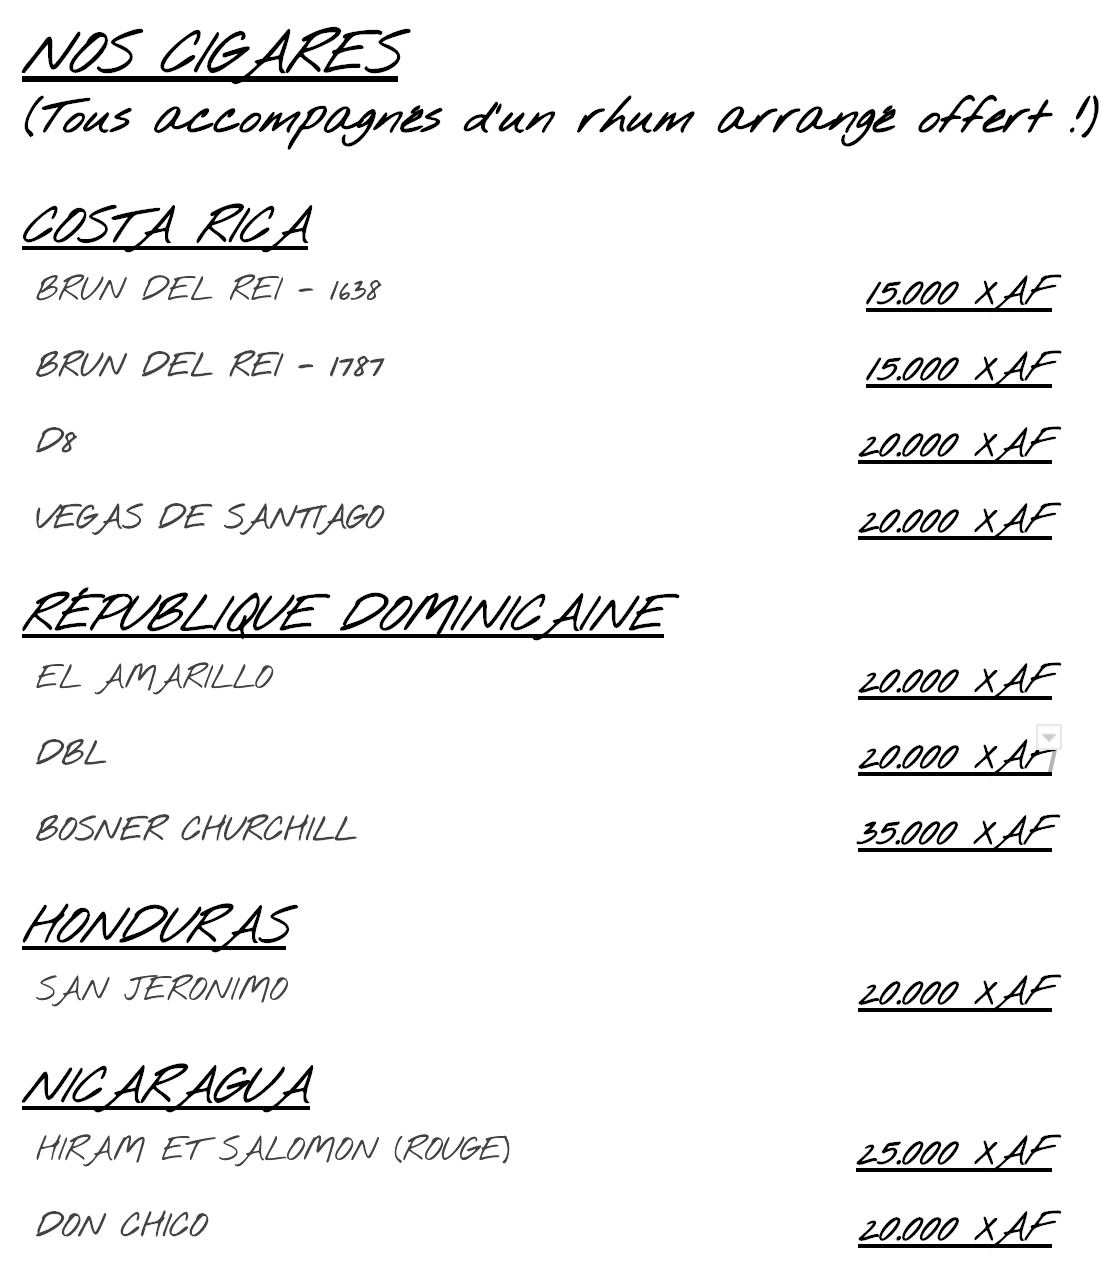 NOS CIGARES
(Tous accompagnés d'un rhum arrangé offert !)
COSTA RICA
BRUN DEL REI - 1638 15.000 XAF
BRUN DEL REI - 1787 15.000 XAF
D8 20.000 XAF
VEGAS DE SANTIAGO 20.000 XAF
RÉPUBLIQUE DOMINICAINE
EL AMARILLO 20.000 XAF
DBL 20.000 XAF
BOSNER CHURCHILL 35.000 XAF
HONDURAS
SAN JERONIMO 20.000 XAF
NICARAGUA
HIRAM ET SALOMON (ROUGE) 25.000 XAF
DON CHICO 20.000 XAF